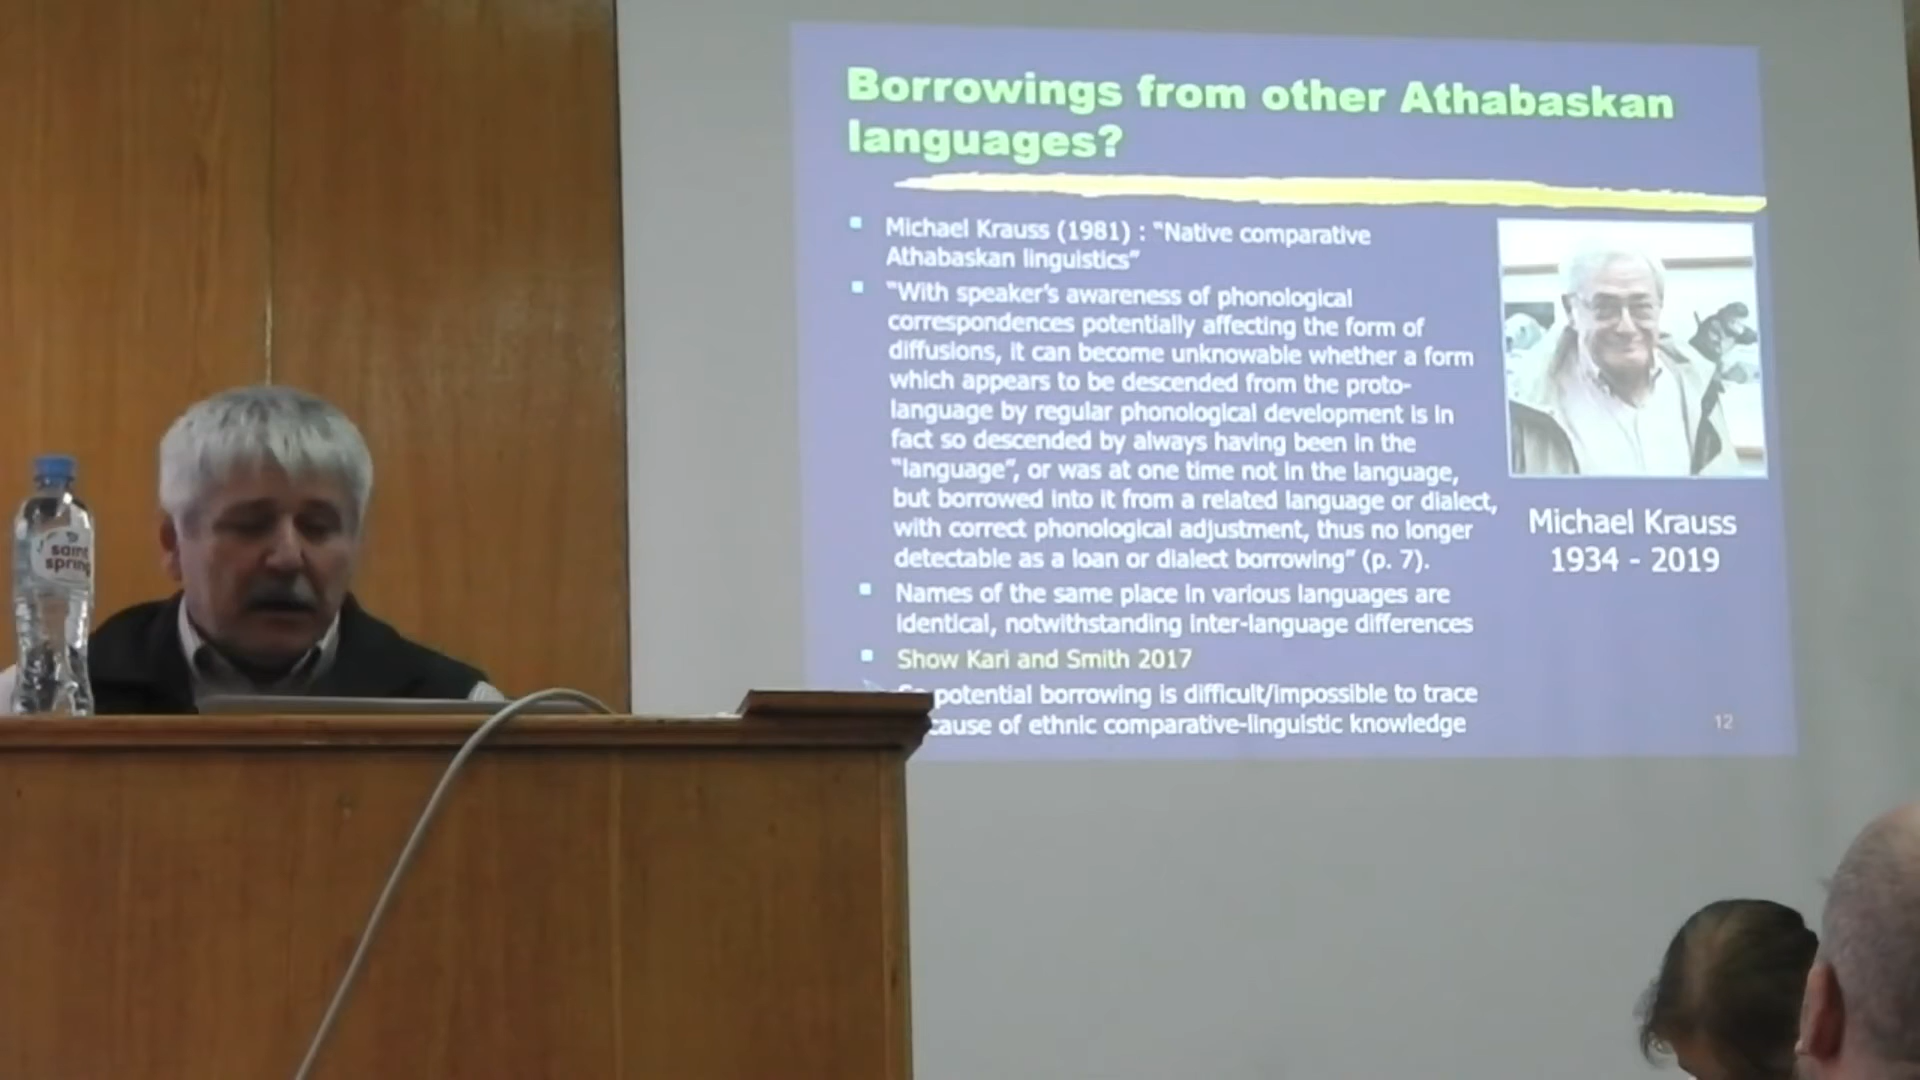 Borrowings from other Athabaskan
languages?
Michael Krauss (1981) : "Native comparative
Athabaskan linguistics"
"With speaker's awareness of phonological
correspondences potentially affecting the form of
diffusions, it can become unknowable whether a form
which appears to be descended from the proto-
language by regular phonological development is in
fact so descended by always having been in the
"language", or was at one time not in the language,
but borrowed into it from a related language or dialect,
with correct phonological adjustment, thus no longer
detectable as a loan or dialect borrowing" (p. 7).
Names of the same place in various languages are
identical, notwithstanding inter-language differences
Show Kari and Smith 2017
potential borrowing is difficult/impossible to trace
cause of ethnic comparative-linguistic knowledge
Michael Krauss
1934 - 2019
12
saint
spring